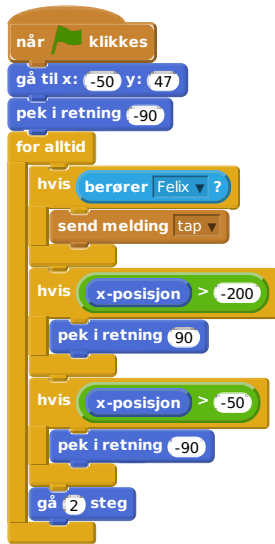 når klikkes
gå til x: -50 y: 47
pek i retning -90
for alltid
hvis berører Felix ▼ ?
send melding tap ▼
hvis x-posisjon > -200
pek i retning 90
hvis x-posisjon > -50
pek i retning -90
gå 2 steg